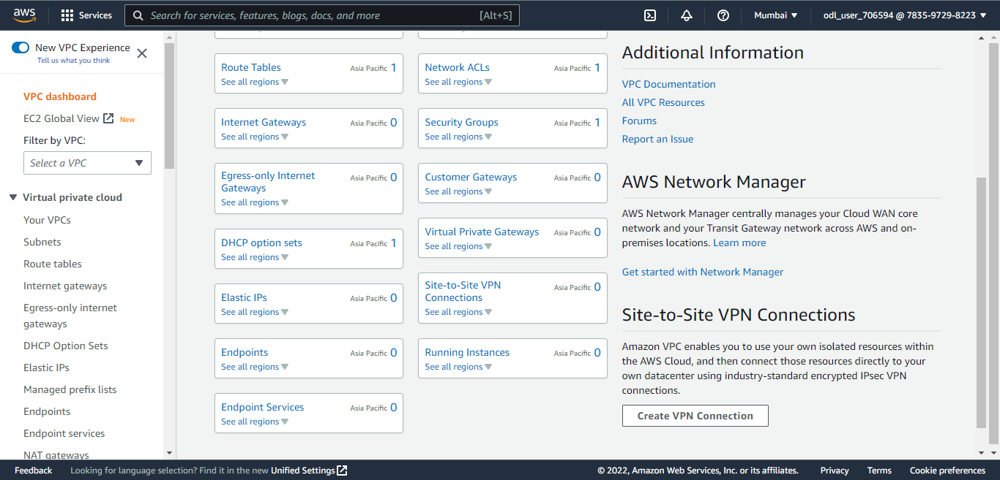 aws
Services
Search for services, features, blogs, docs, and more
[Alt+S]
Mumbai ▼
odl_user_706594 @ 7835-9729-8223 ▼
New VPC Experience
Tell us what you think
VPC dashboard
EC2 Global View New
Filter by VPC:
Select a VPC
Virtual private cloud
Your VPCs
Subnets
Route tables
Internet gateways
Egress-only internet
gateways
DHCP Option Sets
Elastic IPs
Managed prefix lists
Endpoints
Endpoint services
NAT gateways
Route Tables Asia Pacific 1
See all regions
Internet Gateways Asia Pacific 0
See all regions
Egress-only Internet Asia Pacific 0
Gateways
See all regions
DHCP option sets Asia Pacific 1
See all regions
Elastic IPs Asia Pacific 0
See all regions
Endpoints Asia Pacific 0
See all regions
Endpoint Services Asia Pacific 0
See all regions
Network ACLs Asia Pacific 1
See all regions
Security Groups Asia Pacific 1
See all regions
Customer Gateways Asia Pacific 0
See all regions
Virtual Private Gateways Asia Pacific 0
See all regions
Site-to-Site VPN Asia Pacific 0
Connections
See all regions
Running Instances Asia Pacific 0
See all regions
Additional Information
VPC Documentation
All VPC Resources
Forums
Report an Issue
AWS Network Manager
AWS Network Manager centrally manages your Cloud WAN core
network and your Transit Gateway network across AWS and on-
premises locations. Learn more
Get started with Network Manager
Site-to-Site VPN Connections
Amazon VPC enables you to use your own isolated resources within
the AWS Cloud, and then connect those resources directly to your
own datacenter using industry-standard encrypted IPsec VPN
connections.
Create VPN Connection
Feedback
Looking for language selection? Find it in the new Unified Settings
© 2022, Amazon Web Services, Inc. or its affiliates.
Privacy
Terms
Cookie preferences